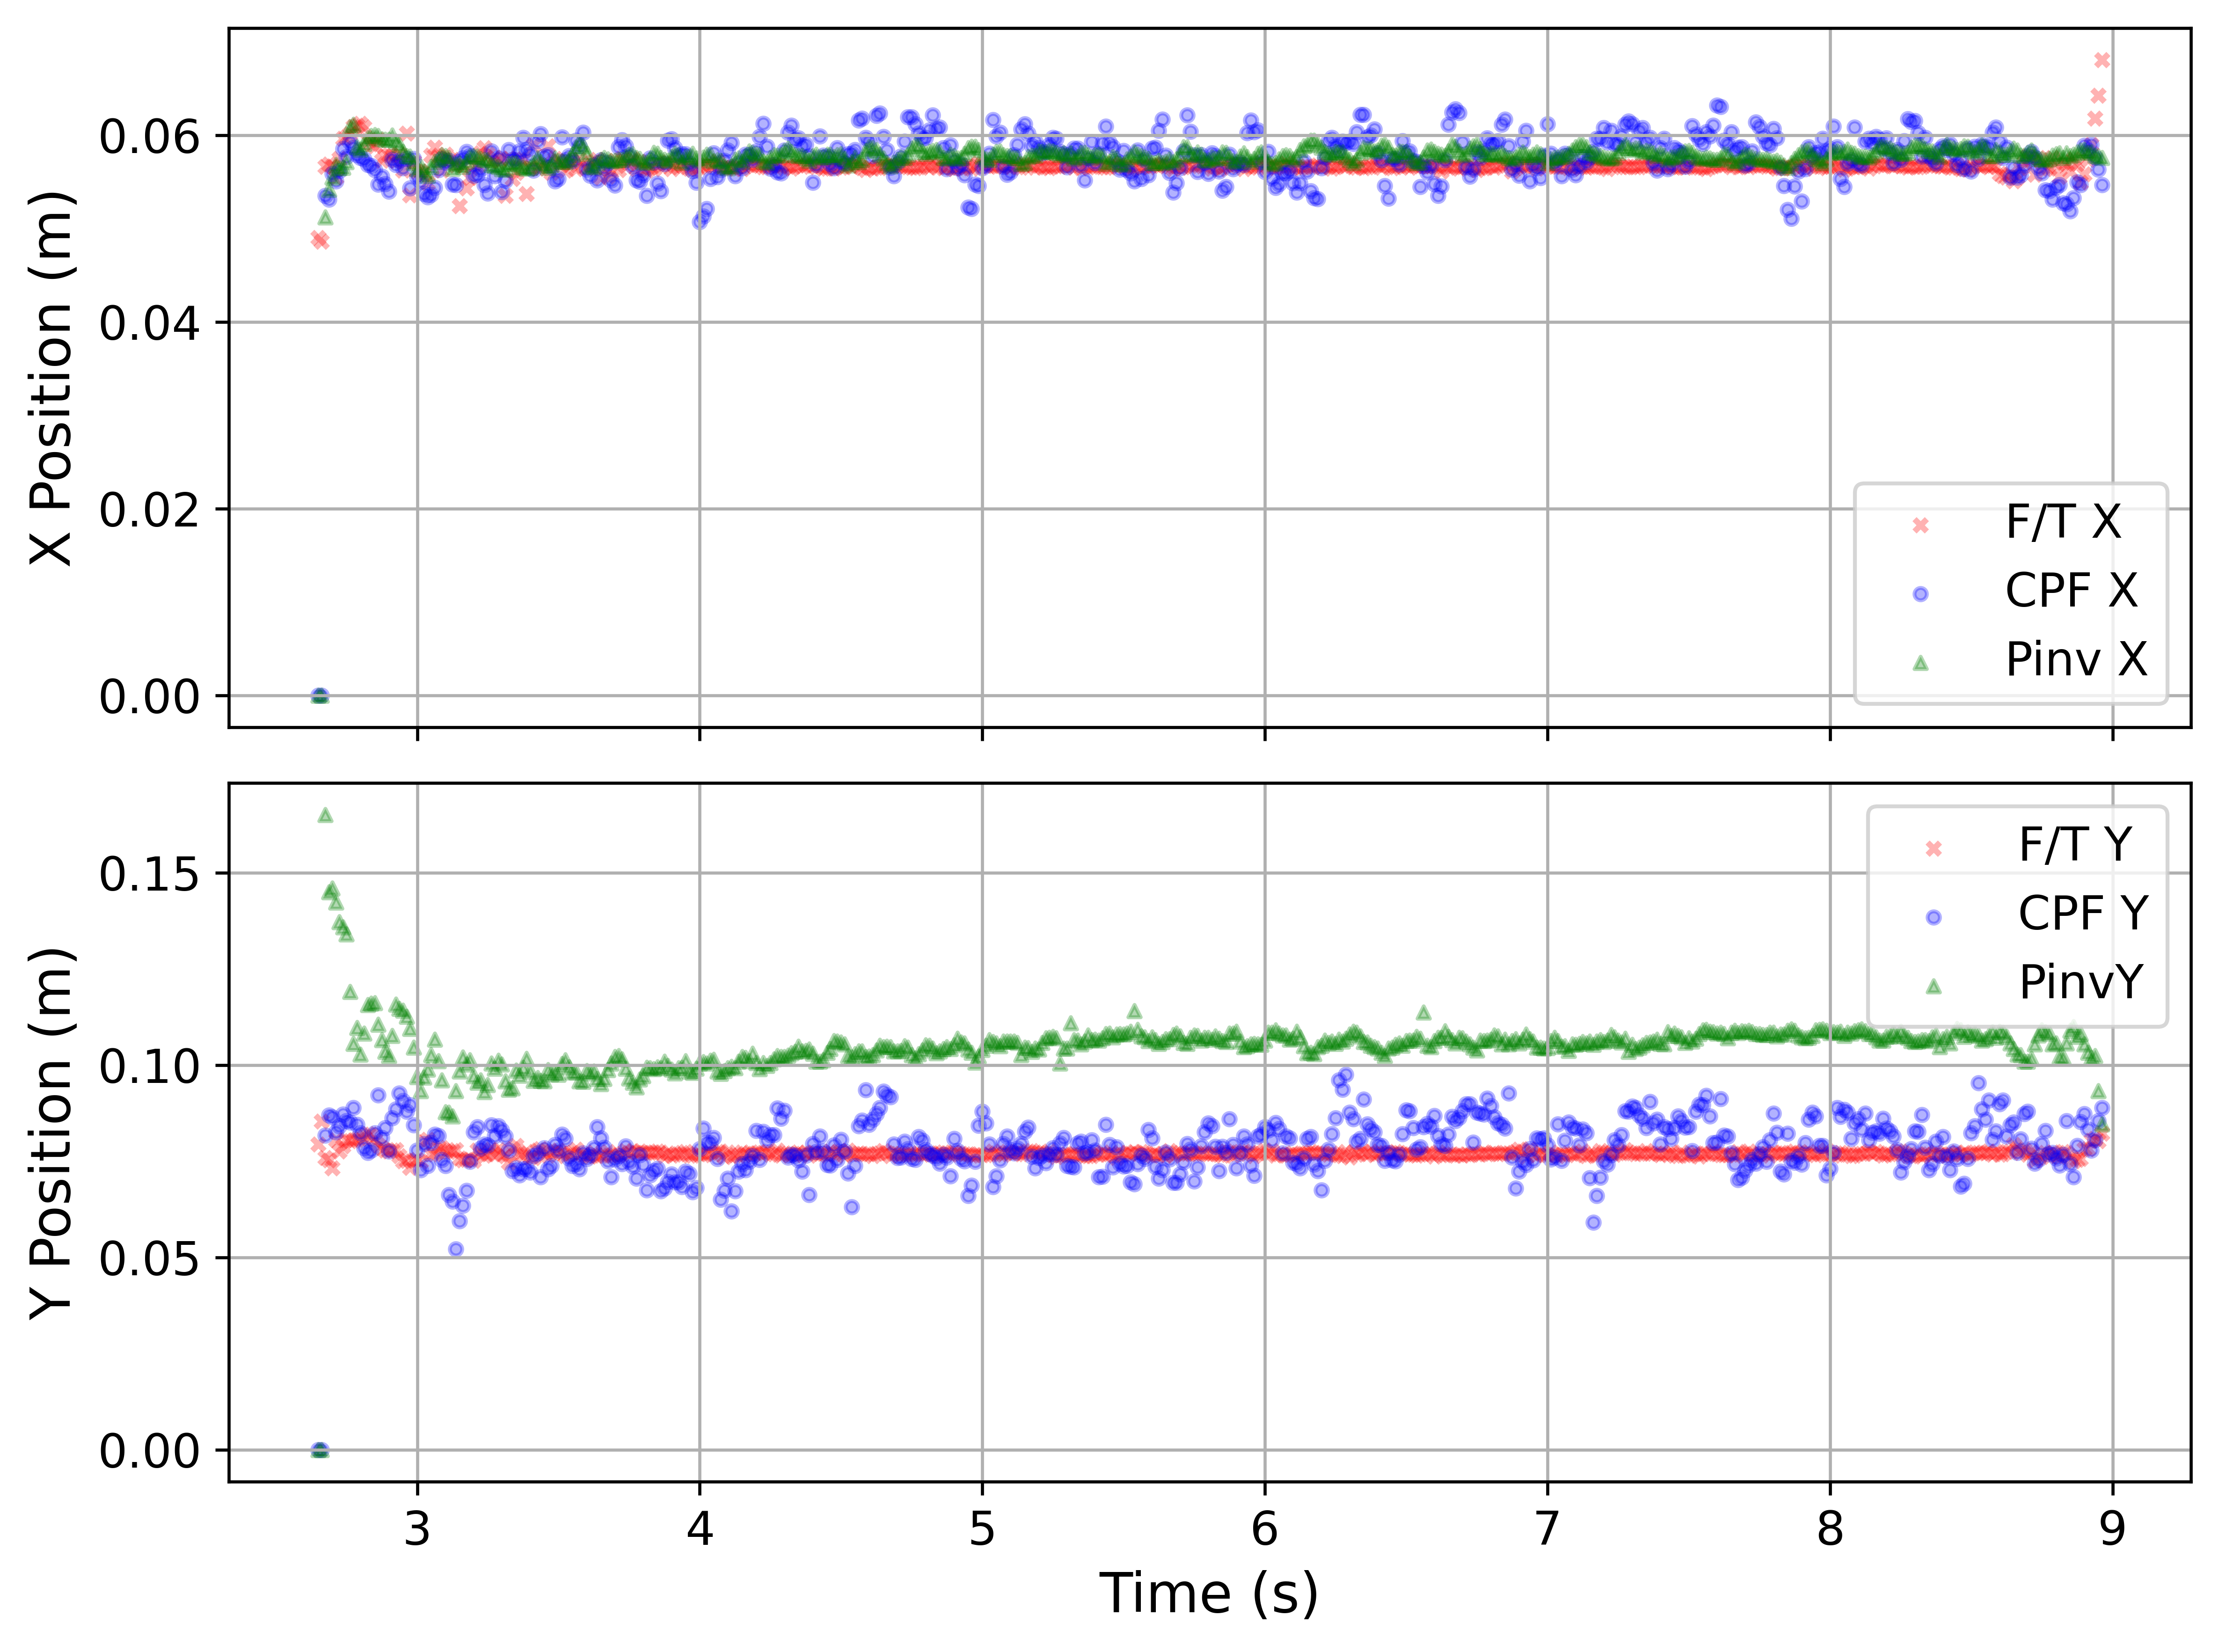 X Position (m)
0.06
0.04
0.02
0.00
F/T X
CPF X
Pinv X
Y Position (m)
0.15
0.10
0.05
0.00
F/T Y
CPF Y
PinvY
3 4 5 6 7 8 9
Time (s)